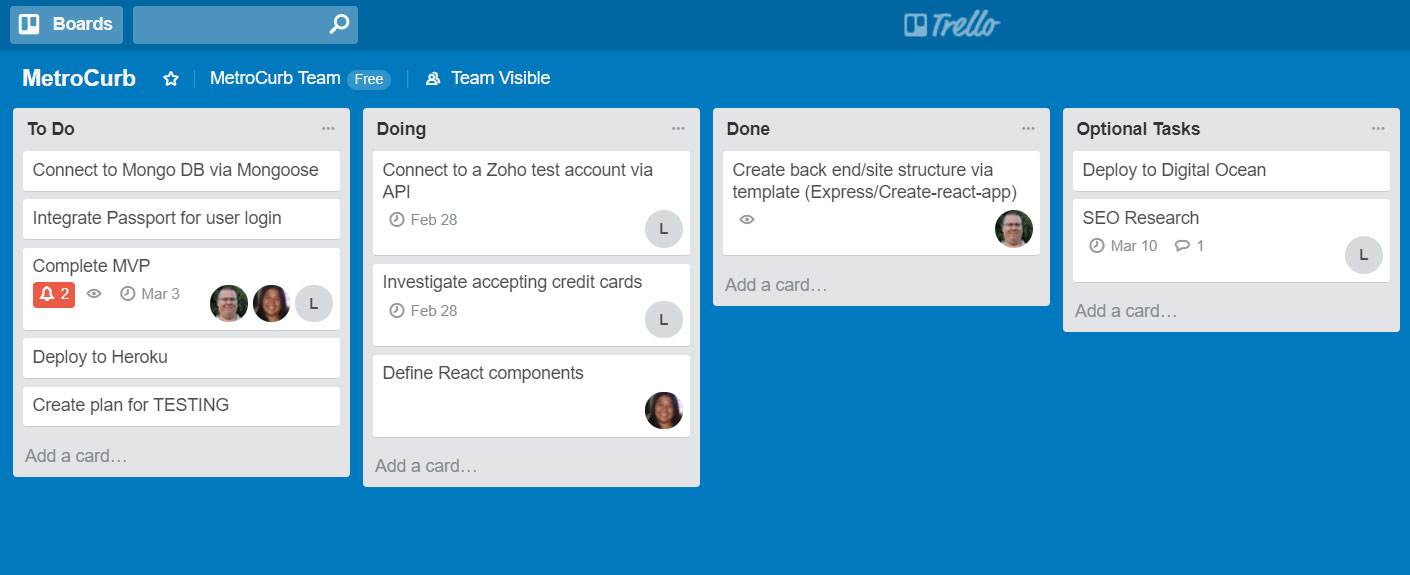 Boards
Trello
MetroCurb
MetroCurb Team Free
Team Visible
To Do
Connect to Mongo DB via Mongoose
Integrate Passport for user login
Complete MVP
2 Mar 3 L
Deploy to Heroku
Create plan for TESTING
Add a card…
Doing
Connect to a Zoho test account via
API
Feb 28
L
Investigate accepting credit cards
Feb 28
L
Define React components
Add a card…
Done
Create back end/site structure via
template (Express/Create-react-app)
Add a card…
Optional Tasks
Deploy to Digital Ocean
SEO Research
Mar 10 1
L
Add a card…